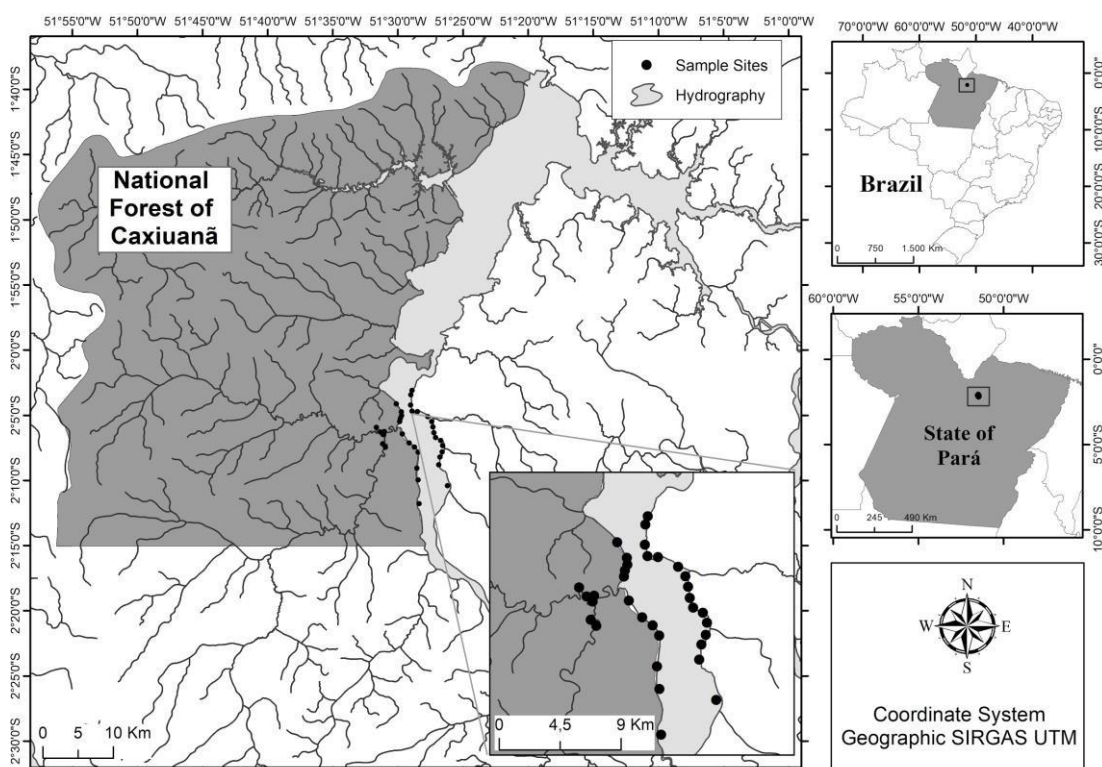 51°55'0"W 51°50'0"W 51°45'0"W 51°40'0"W 51°35'0"W 51°30'0"W 51°25'0"W 51°20'0"W 51°15'0"W 51°10'0"W 51°5'0"W 51°0'0"W
1°40'0"S
1°45'0"S
1°50'0"S
1°55'0"S
2°0'0"S
2°5'0"S
2°10'0"S
2°15'0"S
2°20'0"S
2°25'0"S
2°30'0"S
National
Forest of
Caxiuanã
Sample Sites
Hydrography
0 5 10 Km
0 4,5 9 Km
70°0'0"W 60°0'0"W 50°0'0"W 40°0'0"W
0°0'0"
10°0'0"S
20°0'0"S
30°0'0"S
Brazil
0 750 1.500 Km
60°0'0"W 55°0'0"W 50°0'0"W
0°0'0"
5°0'0"S
10°0'0"S
State of
Pará
0 245 490 Km
N
W E
S
Coordinate System
Geographic SIRGAS UTM